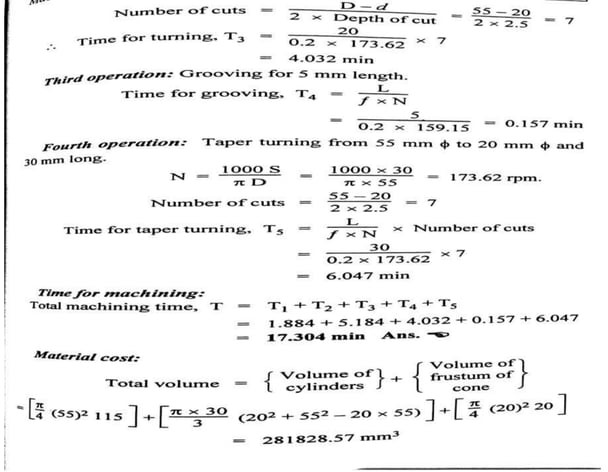 Number of cuts = D – d / 2 × Depth of cut = 55 – 20 / 2 × 2.5 = 7
∴ Time for turning, T₃ = 20 / 0.2 × 173.62 × 7
= 4.032 min
Third operation: Grooving for 5 mm length.
Time for grooving, T₄ = L / f × N
= 5 / 0.2 × 159.15 = 0.157 min
Fourth operation: Taper turning from 55 mm ϕ to 20 mm ϕ and
30 mm long.
N = 1000 S / π D = 1000 × 30 / π × 55 = 173.62 rpm.
Number of cuts = 55 – 20 / 2 × 2.5 = 7
Time for taper turning, T₅ = L / f × N × Number of cuts
= 30 / 0.2 × 173.62 × 7
= 6.047 min
Time for machining:
Total machining time, T = T₁ + T₂ + T₃ + T₄ + T₅
= 1.884 + 5.184 + 4.032 + 0.157 + 6.047
= 17.304 min Ans.
Material cost:
Total volume = { Volume of cylinders } + { Volume of frustum of cone }
= [ π/4 (55)² 115 ] + [ π × 30 / 3 (20² + 55² – 20 × 55) ] + [ π/4 (20)² 20 ]
= 281828.57 mm³